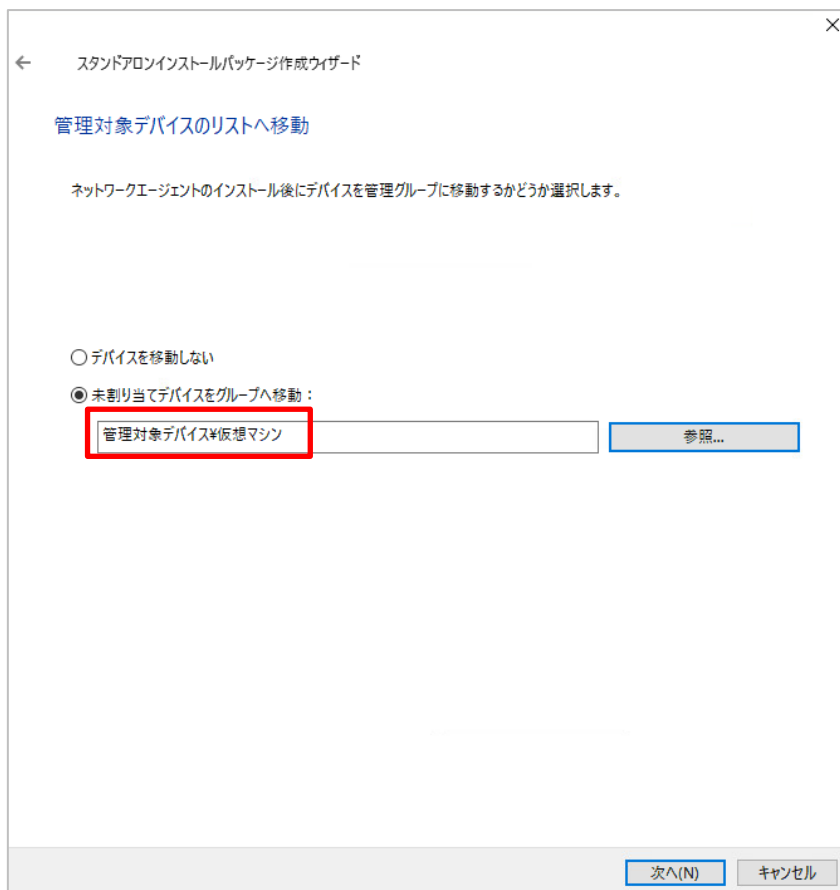 スタンドアロンインストールパッケージ作成ウィザード
管理対象デバイスのリストへ移動
ネットワークエージェントのインストール後にデバイスを管理グループに移動するかどうか選択します。
デバイスを移動しない
未割り当てデバイスをグループへ移動：
管理対象デバイス¥仮想マシン
参照...
次へ(N)
キャンセル